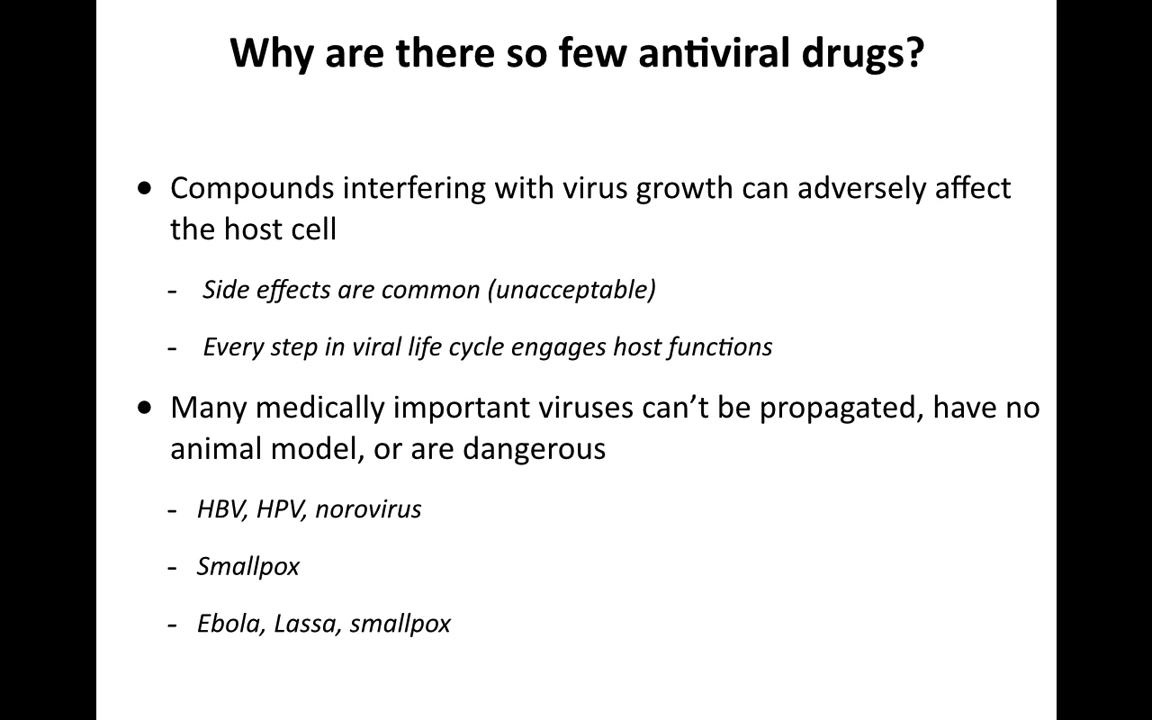 Why are there so few antiviral drugs?
● Compounds interfering with virus growth can adversely affect
the host cell
- Side effects are common (unacceptable)
- Every step in viral life cycle engages host functions
● Many medically important viruses can’t be propagated, have no
animal model, or are dangerous
- HBV, HPV, norovirus
- Smallpox
- Ebola, Lassa, smallpox